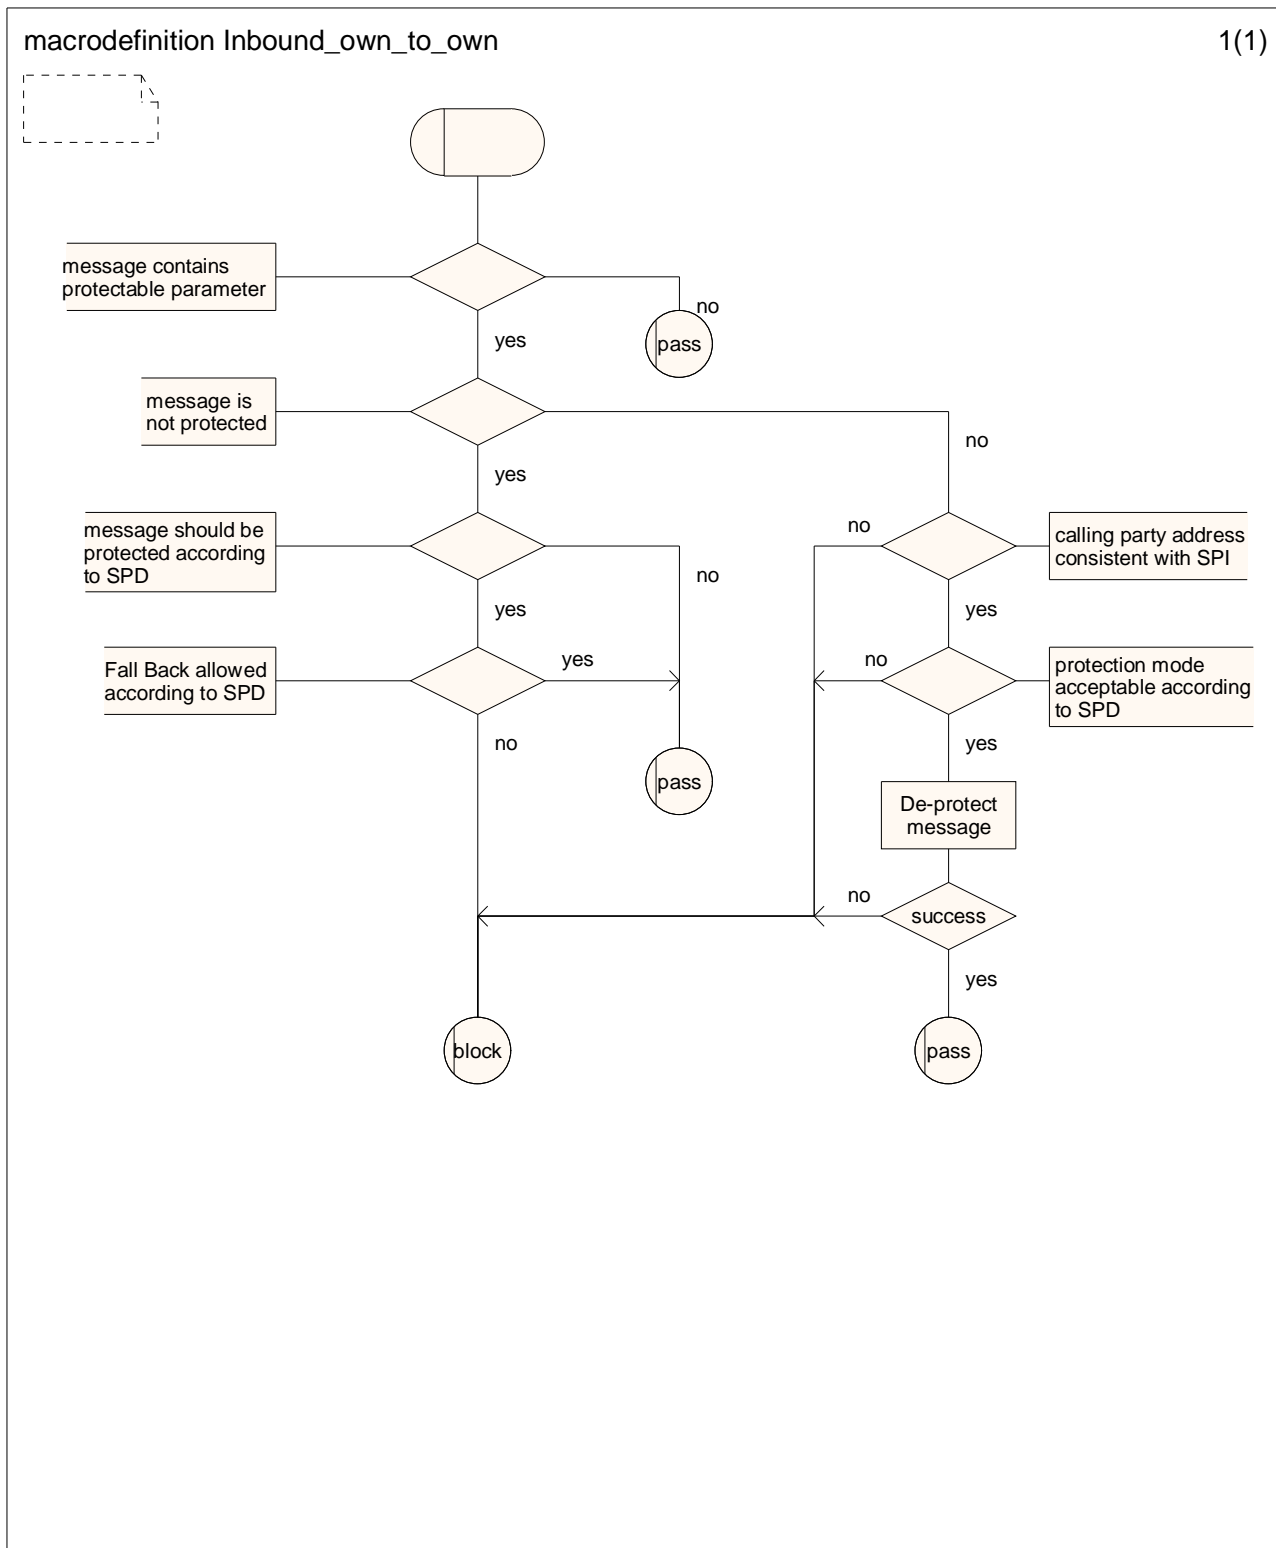 macrodefinition Inbound_own_to_own
1(1)
message contains
protectable parameter
no
pass
yes
message is
not protected
no
yes
message should be
protected according
to SPD
no
no
calling party address
consistent with SPI
yes
yes
Fall Back allowed
according to SPD
yes
no
protection mode
acceptable according
to SPD
no
yes
pass
De-protect
message
no
success
yes
block
pass